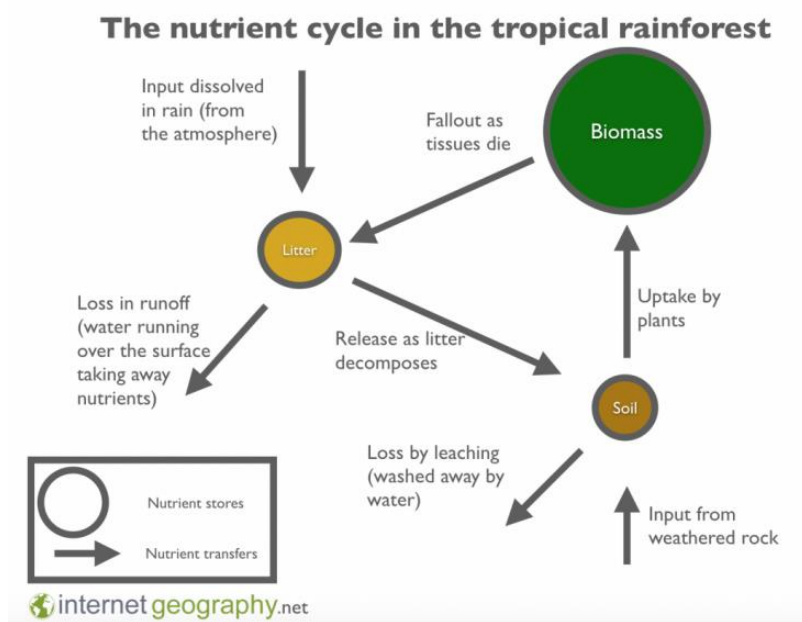 The nutrient cycle in the tropical rainforest
Input dissolved
in rain (from
the atmosphere)
Fallout as
tissues die
Biomass
Litter
Loss in runoff
(water running
over the surface
taking away
nutrients)
Release as litter
decomposes
Uptake by
plants
Soil
Loss by leaching
(washed away by
water)
Input from
weathered rock
Nutrient stores
Nutrient transfers
internetgeography.net